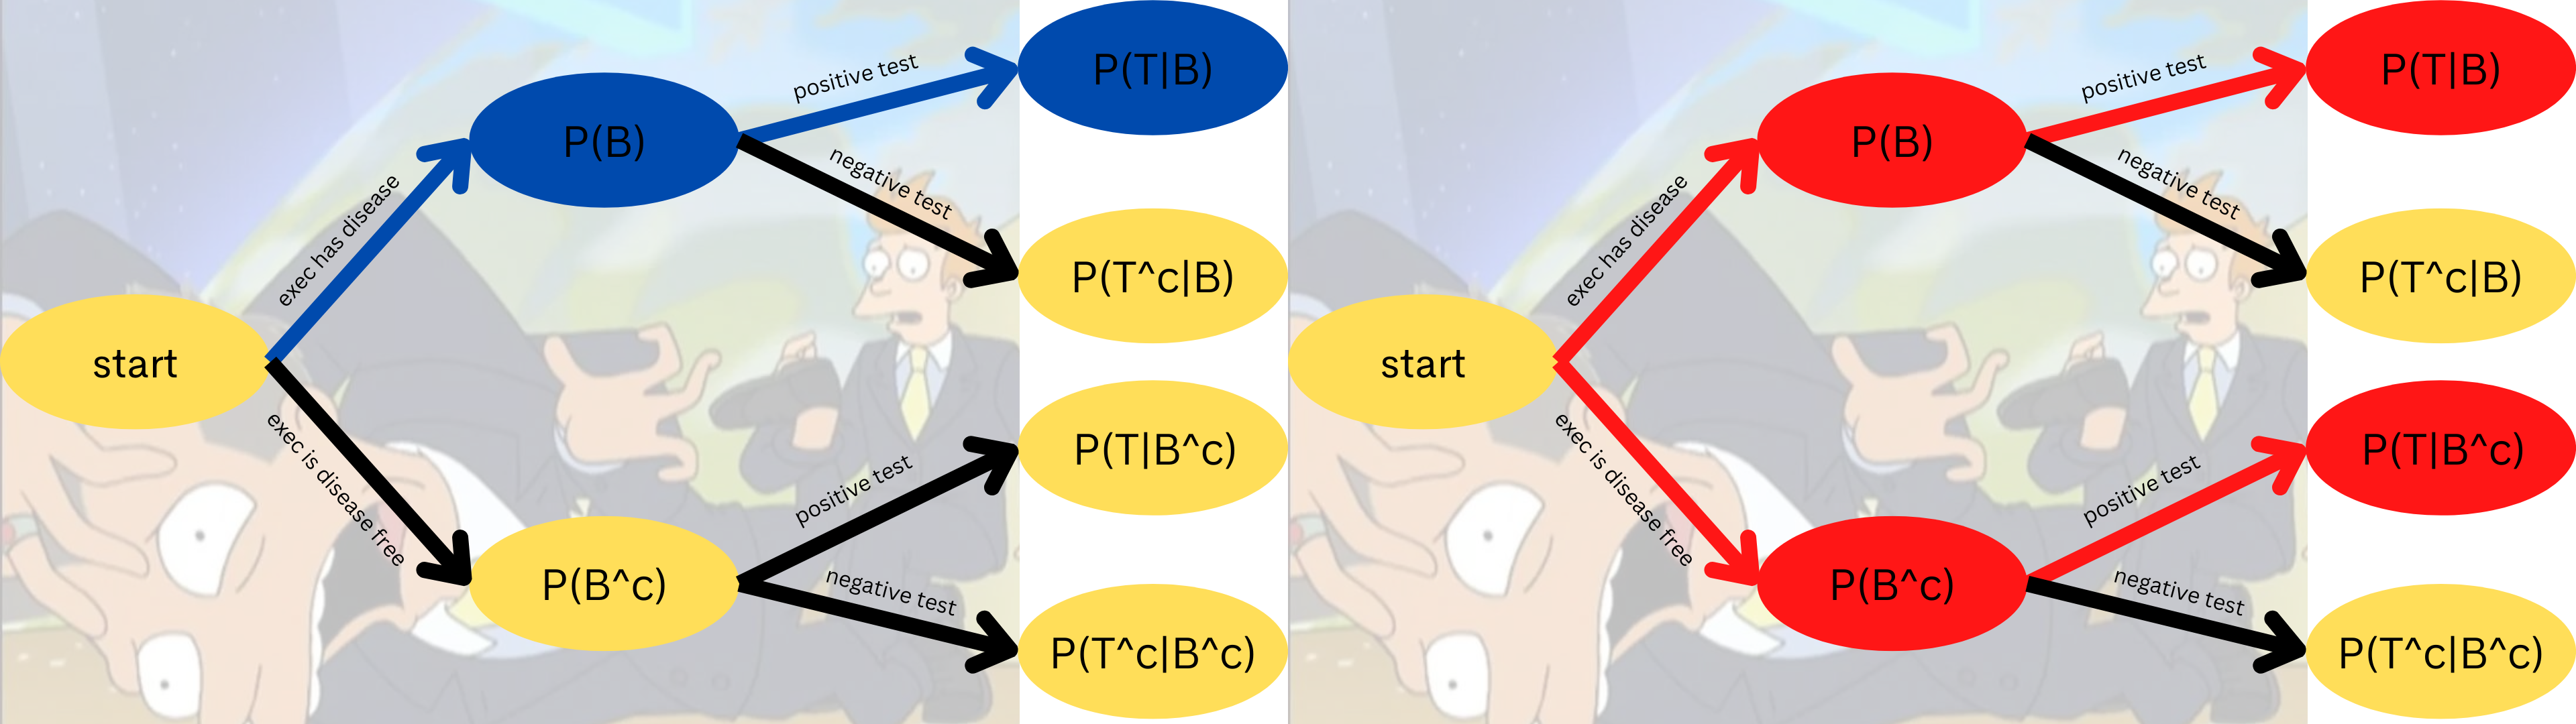 start
exec has disease
exec is disease free
P(B)
P(B^c)
positive test
negative test
positive test
negative test
P(T|B)
P(T^c|B)
P(T|B^c)
P(T^c|B^c)
start
exec has disease
exec is disease free
P(B)
P(B^c)
positive test
negative test
positive test
negative test
P(T|B)
P(T^c|B)
P(T|B^c)
P(T^c|B^c)